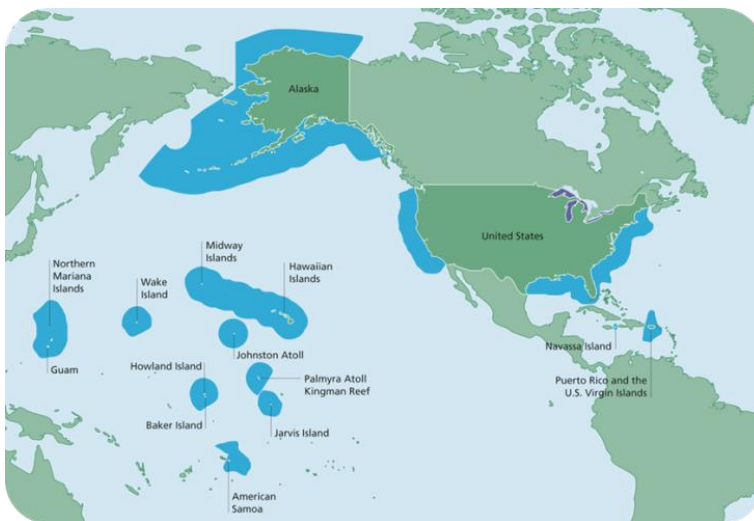 Alaska
United States
Midway
Islands
Hawaiian
Islands
Northern
Mariana
Islands
Wake
Island
Guam
Johnston Atoll
Howland Island
Palmyra Atoll
Kingman Reef
Baker Island
Jarvis Island
American
Samoa
Navassa Island
Puerto Rico and the
U.S. Virgin Islands